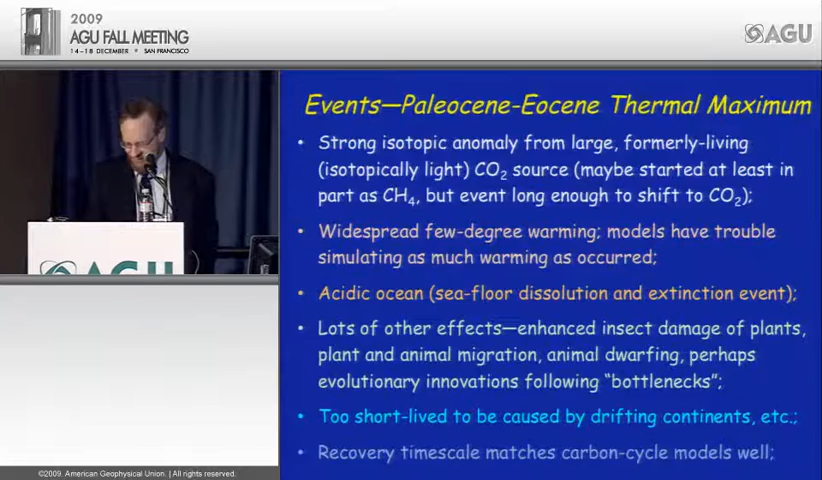 2009
AGU FALL MEETING
14-18 DECEMBER • SAN FRANCISCO
AGU
Events—Paleocene-Eocene Thermal Maximum
• Strong isotopic anomaly from large, formerly-living
(isotopically light) CO₂ source (maybe started at least in
part as CH₄, but event long enough to shift to CO₂);
• Widespread few-degree warming; models have trouble
simulating as much warming as occurred;
• Acidic ocean (sea-floor dissolution and extinction event);
• Lots of other effects—enhanced insect damage of plants,
plant and animal migration, animal dwarfing, perhaps
evolutionary innovations following “bottlenecks”;
• Too short-lived to be caused by drifting continents, etc.;
• Recovery timescale matches carbon-cycle models well;
AGU
©2009. American Geophysical Union. | All rights reserved.